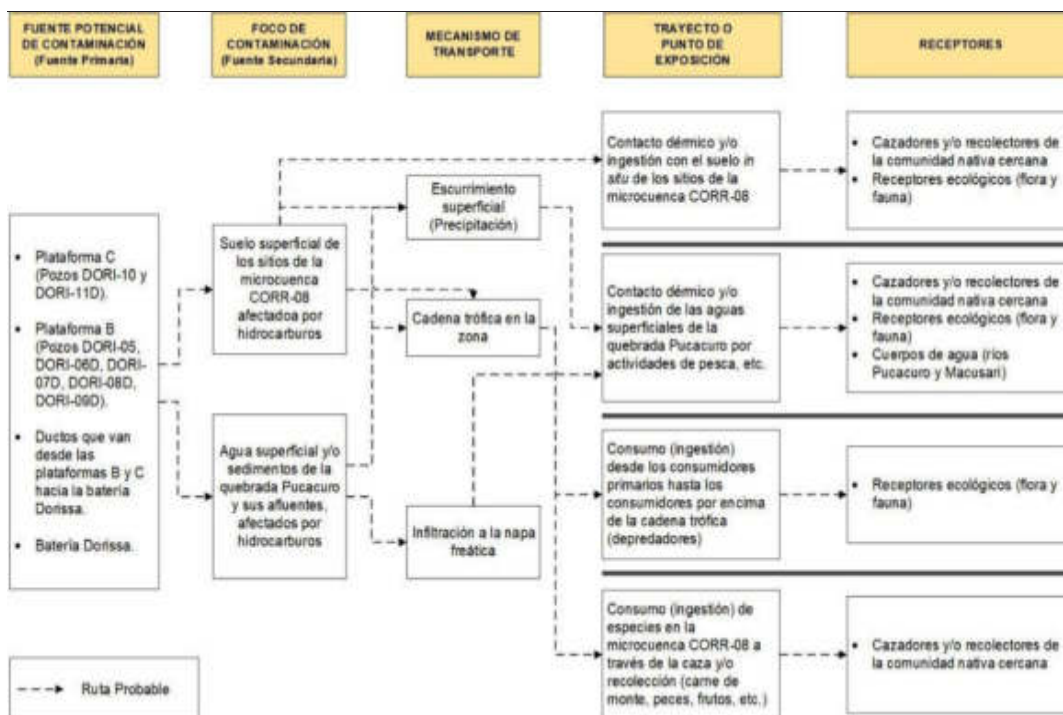 FUENTE POTENCIAL
DE CONTAMINACIÓN
(Fuente Primaria)
FOCO DE
CONTAMINACIÓN
(Fuente Secundaria)
MECANISMO DE
TRANSPORTE
TRAYECTO O
PUNTO DE
EXPOSICIÓN
RECEPTORES
• Plataforma C
(Pozos DORI-10 y
DORI-11D).
• Plataforma B
(Pozos DORI-05,
DORI-06D, DORI-
07D, DORI-08D,
DORI-09D).
• Ductos que van
desde las
plataformas B y C
hacia la batería
Dorissa.
• Batería Dorissa.
Suelo superficial de
los sitios de la
microcuenca
CORR-08
afectadoa por
hidrocarburos
Agua superficial y/o
sedimentos de la
quebrada Pucacuro
y sus afluentes,
afectados por
hidrocarburos
Escurrimiento
superficial
(Precipitación)
Cadena trófica en la
zona
Infiltración a la napa
freática
Contacto dérmico y/o
ingestión con el suelo in
situ de los sitios de la
microcuenca CORR-08
Contacto dérmico y/o
ingestión de las aguas
superficiales de la
quebrada Pucacuro por
actividades de pesca, etc.
Consumo (ingestión)
desde los consumidores
primarios hasta los
consumidores por encima
de la cadena trófica
(depredadores)
Consumo (ingestión) de
especies en la
microcuenca CORR-08 a
través de la caza y/o
recolección (carne de
monte, peces, frutos, etc.)
• Cazadores y/o recolectores de
la comunidad nativa cercana
• Receptores ecológicos (flora y
fauna)
• Cazadores y/o recolectores de
la comunidad nativa cercana
• Receptores ecológicos (flora y
fauna)
• Cuerpos de agua (ríos
Pucacuro y Macusari)
• Receptores ecológicos (flora y
fauna)
• Cazadores y/o recolectores de
la comunidad nativa cercana
Ruta Probable